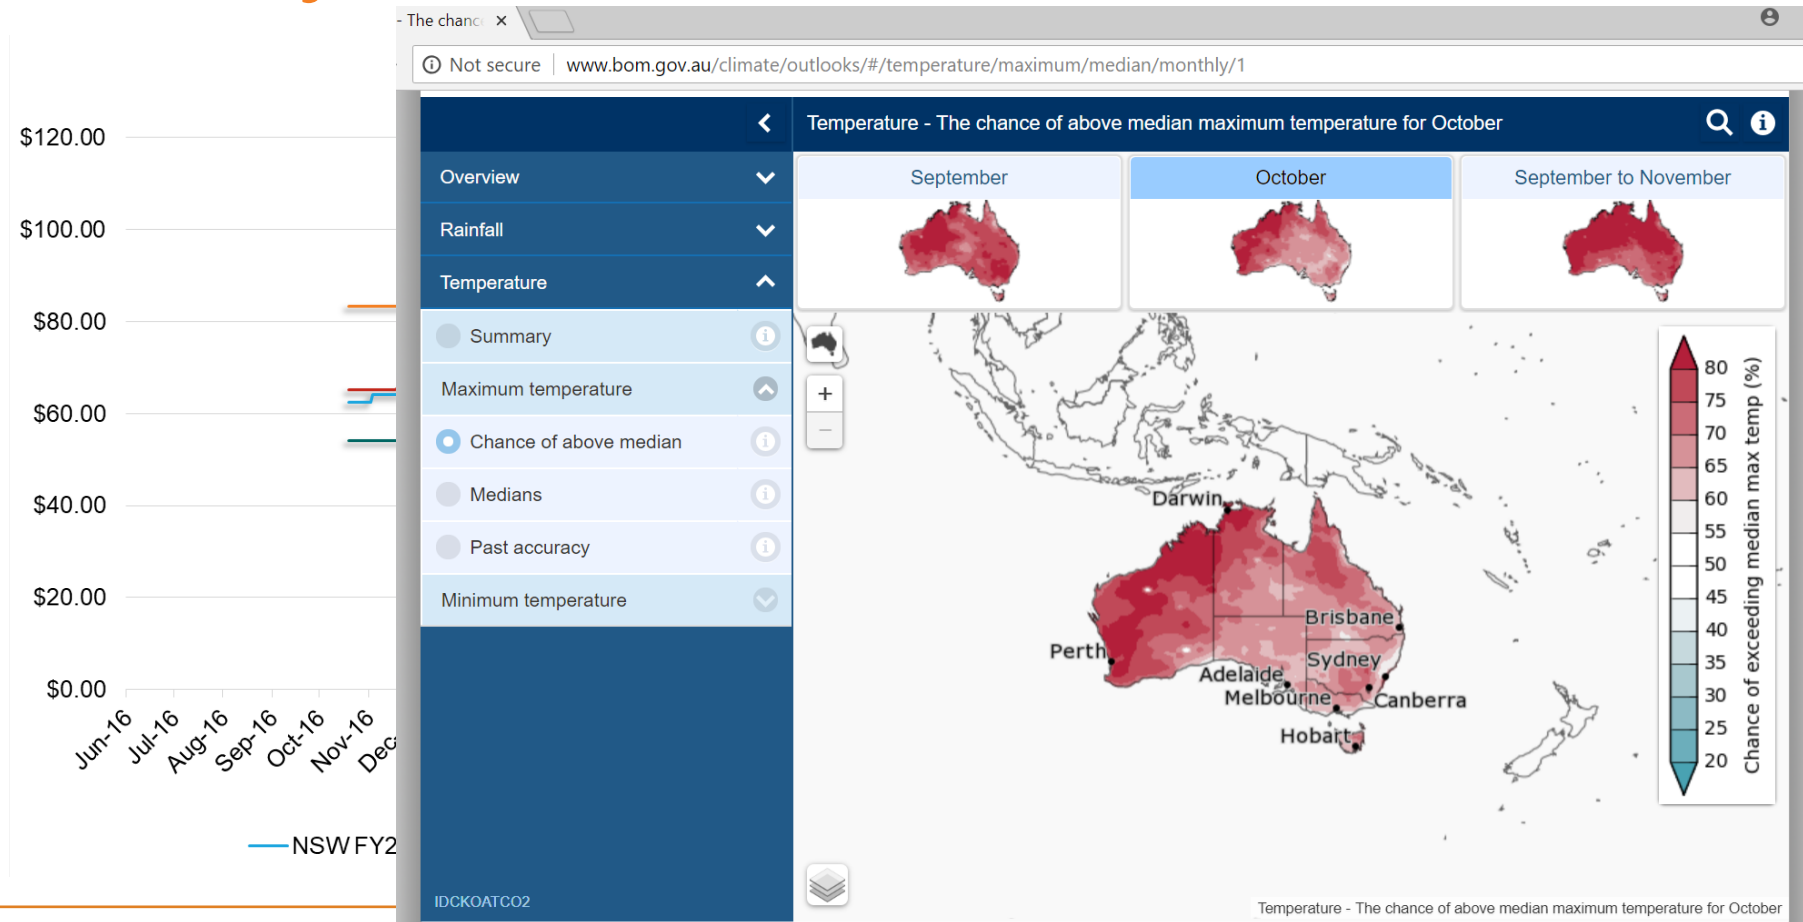 - The chanc
Not secure
www.bom.gov.au/climate/outlooks/#/temperature/maximum/median/monthly/1
$120.00
$100.00
$80.00
$60.00
$40.00
$20.00
$0.00
Jun-16
Jul-16
Aug-16
Sep-16
Oct-16
Nov-16
Dec
NSW FY2
Overview
Rainfall
Temperature
Summary
Maximum temperature
Chance of above median
Medians
Past accuracy
Minimum temperature
IDCKOATCO2
Temperature - The chance of above median maximum temperature for October
September
October
September to November
+
−
Darwin
Brisbane
Perth
Sydney
Adelaide
Melbourne
Canberra
Hobart
80
75
70
65
60
55
50
45
40
35
30
25
20
Chance of exceeding median max temp (%)
Temperature - The chance of above median maximum temperature for October